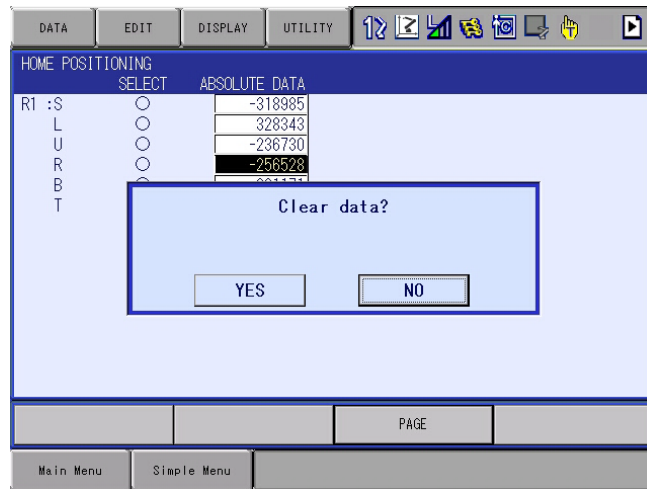 DATA EDIT DISPLAY UTILITY
HOME POSITIONING
SELECT ABSOLUTE DATA
R1 :S -318985
L 328343
U -236730
R -256528
B
T
Clear data?
YES NO
PAGE
Main Menu Simple Menu